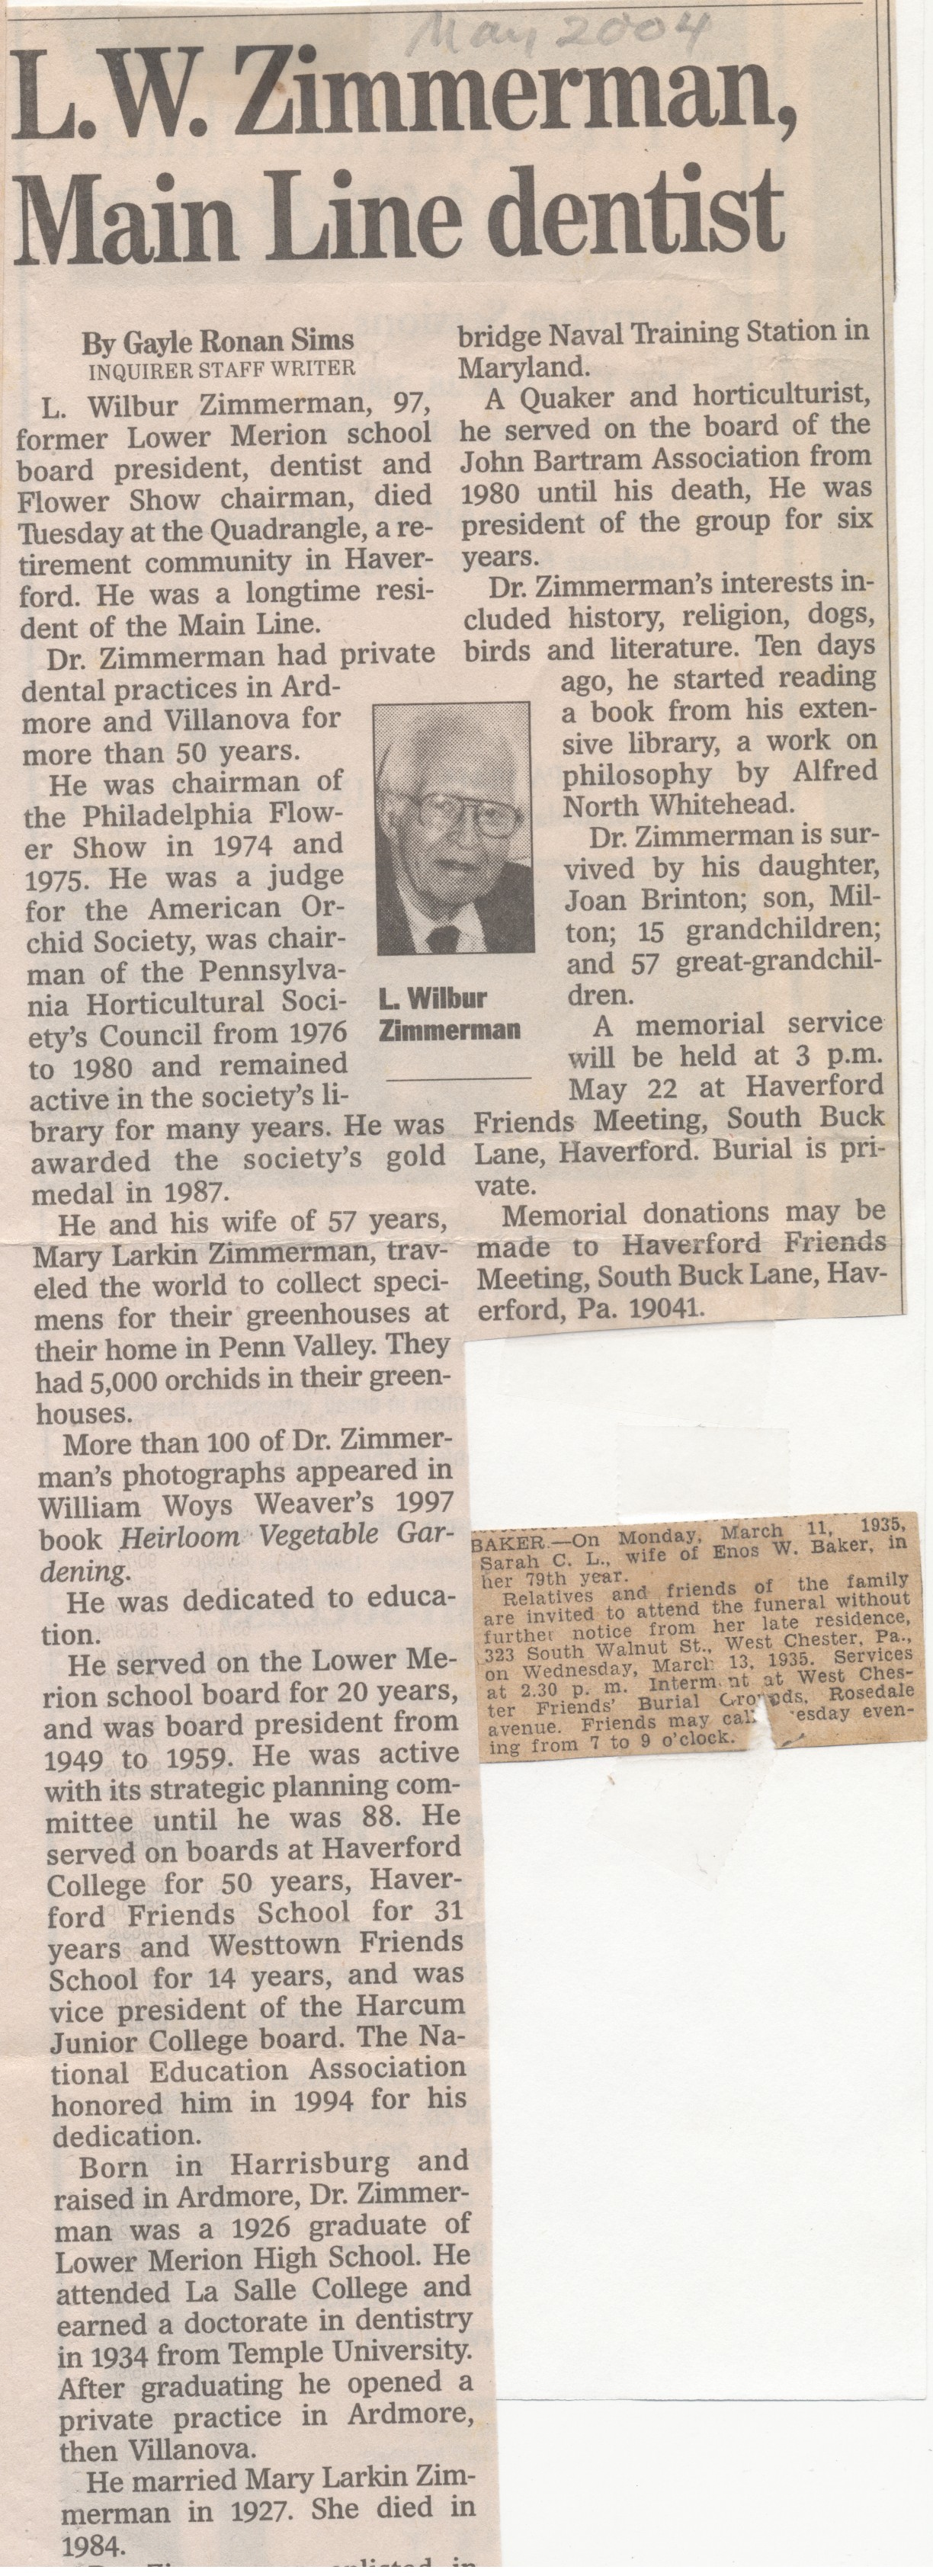 May 2004
L.W. Zimmerman,
Main Line dentist
By Gayle Ronan Sims
INQUIRER STAFF WRITER
L. Wilbur Zimmerman, 97,
former Lower Merion school
board president, dentist and
Flower Show chairman, died
Tuesday at the Quadrangle, a re-
tirement community in Haver-
ford. He was a longtime resi-
dent of the Main Line.
Dr. Zimmerman had private
dental practices in Ard-
more and Villanova for
more than 50 years.
He was chairman of
the Philadelphia Flow-
er Show in 1974 and
1975. He was a judge
for the American Or-
chid Society, was chair-
man of the Pennsylva-
nia Horticultural Soci-
ety's Council from 1976
to 1980 and remained
active in the society's li-
brary for many years. He was
awarded the society's gold
medal in 1987.
He and his wife of 57 years,
Mary Larkin Zimmerman, trav-
eled the world to collect speci-
mens for their greenhouses at
their home in Penn Valley. They
had 5,000 orchids in their green-
houses.
More than 100 of Dr. Zimmer-
man's photographs appeared in
William Woys Weaver's 1997
book Heirloom Vegetable Gar-
dening.
He was dedicated to educa-
tion.
He served on the Lower Me-
rion school board for 20 years,
and was board president from
1949 to 1959. He was active
with its strategic planning com-
mittee until he was 88. He
served on boards at Haverford
College for 50 years, Haver-
ford Friends School for 31
years and Westtown Friends
School for 14 years, and was
vice president of the Harcum
Junior College board. The Na-
tional Education Association
honored him in 1994 for his
dedication.
Born in Harrisburg and
raised in Ardmore, Dr. Zimmer-
man was a 1926 graduate of
Lower Merion High School. He
attended La Salle College and
earned a doctorate in dentistry
in 1934 from Temple University.
After graduating he opened a
private practice in Ardmore,
then Villanova.
He married Mary Larkin Zim-
merman in 1927. She died in
1984.
L. Wilbur
Zimmerman
bridge Naval Training Station in
Maryland.
A Quaker and horticulturist,
he served on the board of the
John Bartram Association from
1980 until his death, He was
president of the group for six
years.
Dr. Zimmerman's interests in-
cluded history, religion, dogs,
birds and literature. Ten days
ago, he started reading
a book from his exten-
sive library, a work on
philosophy by Alfred
North Whitehead.
Dr. Zimmerman is sur-
vived by his daughter,
Joan Brinton; son, Mil-
ton; 15 grandchildren;
and 57 great-grandchil-
dren.
A memorial service
will be held at 3 p.m.
May 22 at Haverford
Friends Meeting, South Buck
Lane, Haverford. Burial is pri-
vate.
Memorial donations may be
made to Haverford Friends
Meeting, South Buck Lane, Hav-
erford, Pa. 19041.
BAKER.—On Monday, March 11, 1935,
Sarah C. L., wife of Enos W. Baker, in
her 79th year.
Relatives and friends of the family
are invited to attend the funeral without
further notice from her late residence,
323 South Walnut St., West Chester, Pa.,
on Wednesday, March 13, 1935. Services
at 2.30 p. m. Interm nt at West Ches-
ter Friends' Burial Grounds, Rosedale
avenue. Friends may call esday even-
ing from 7 to 9 o'clock.